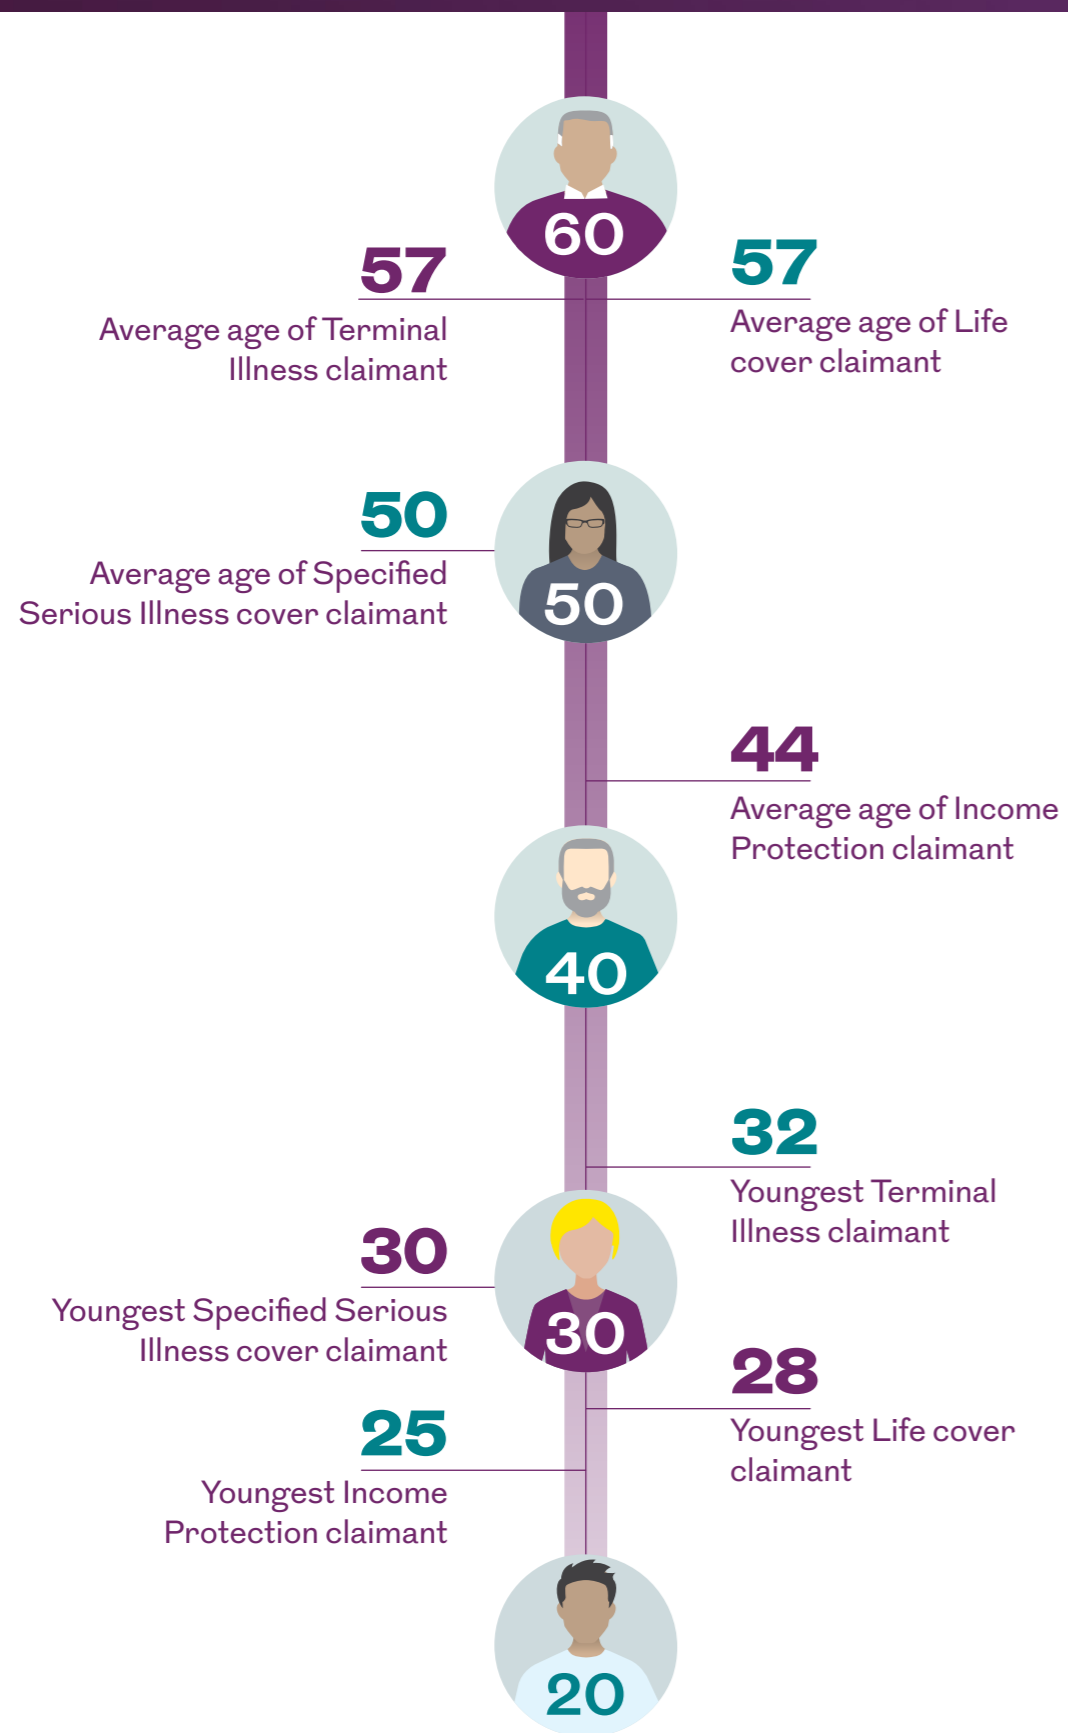 60
57
Average age of Terminal
Illness claimant
57
Average age of Life
cover claimant
50
Average age of Specified
Serious Illness cover claimant
50
44
Average age of Income
Protection claimant
40
32
Youngest Terminal
Illness claimant
30
Youngest Specified Serious
Illness cover claimant
30
28
Youngest Life cover
claimant
25
Youngest Income
Protection claimant
20